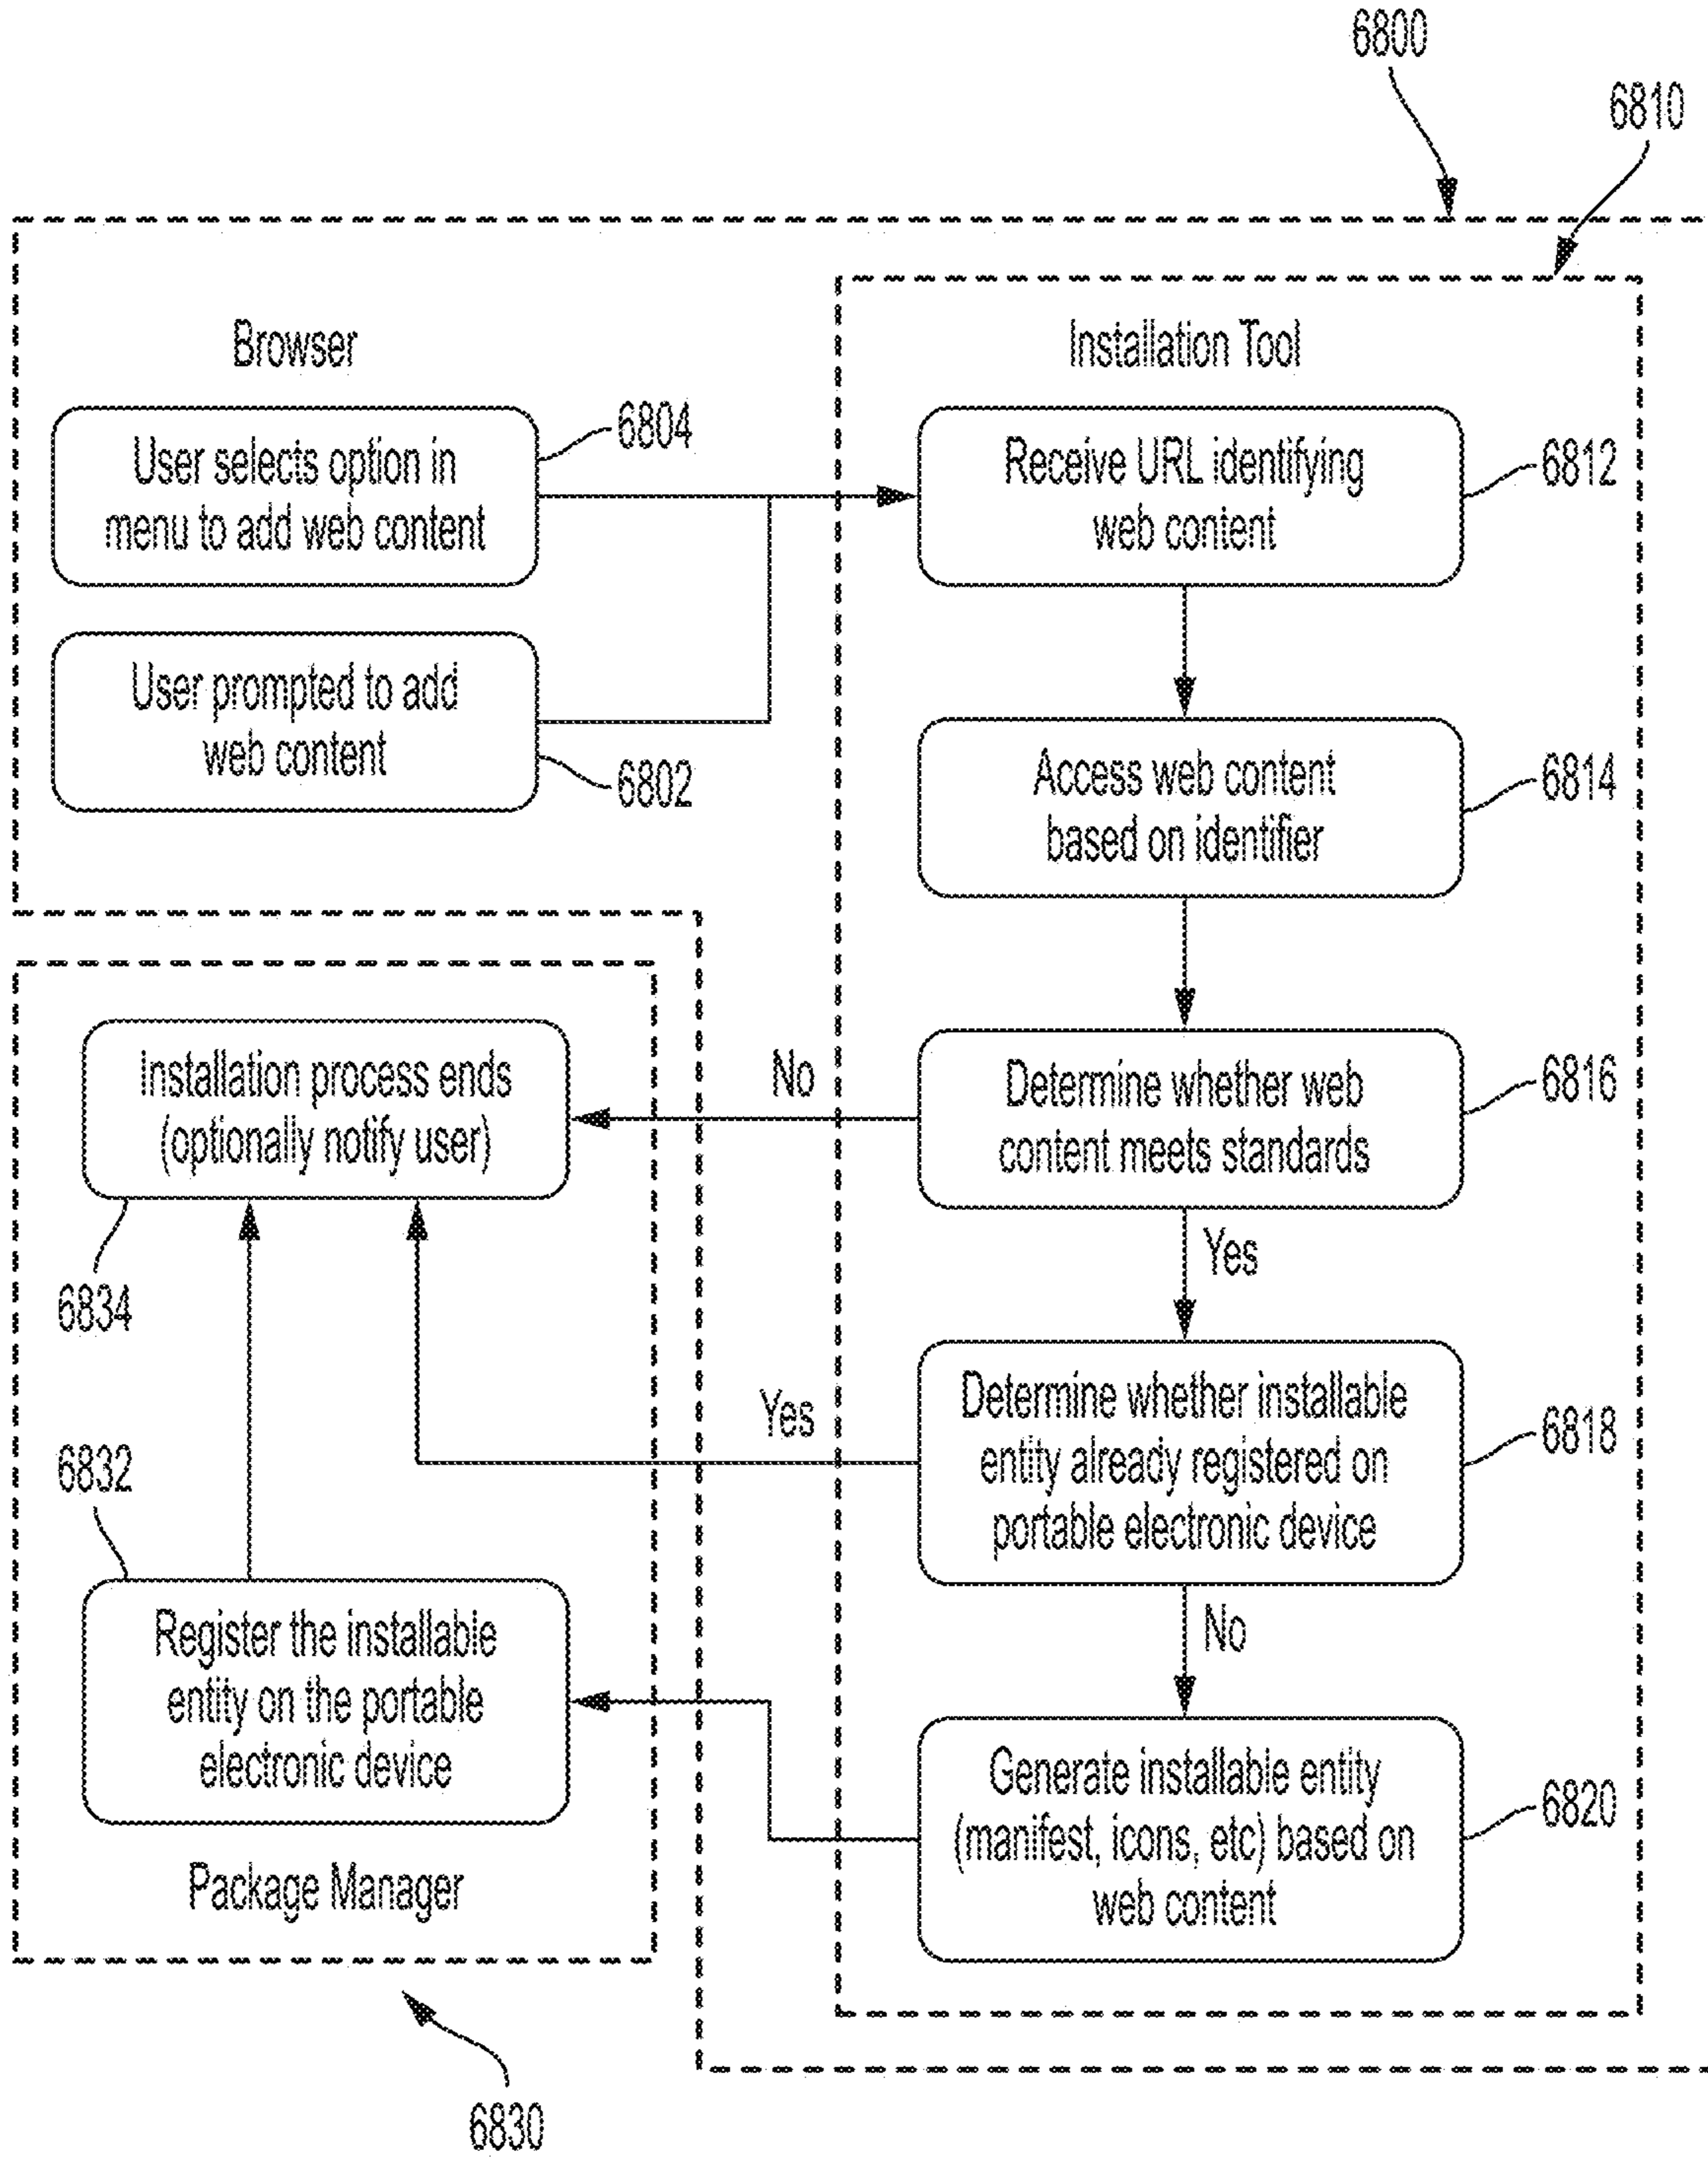 6800
6810
Browser
Installation Tool
User selects option in
menu to add web content
6804
Receive URL identifying
web content
6812
User prompted to add
web content
6802
Access web content
based on identifier
6814
Installation process ends
(optionally notify user)
6834
No
Determine whether web
content meets standards
6816
Yes
Yes
Determine whether installable
entity already registered on
portable electronic device
6818
6832
No
Register the installable
entity on the portable
electronic device
Generate installable entity
(manifest, icons, etc) based on
web content
6820
Package Manager
6830